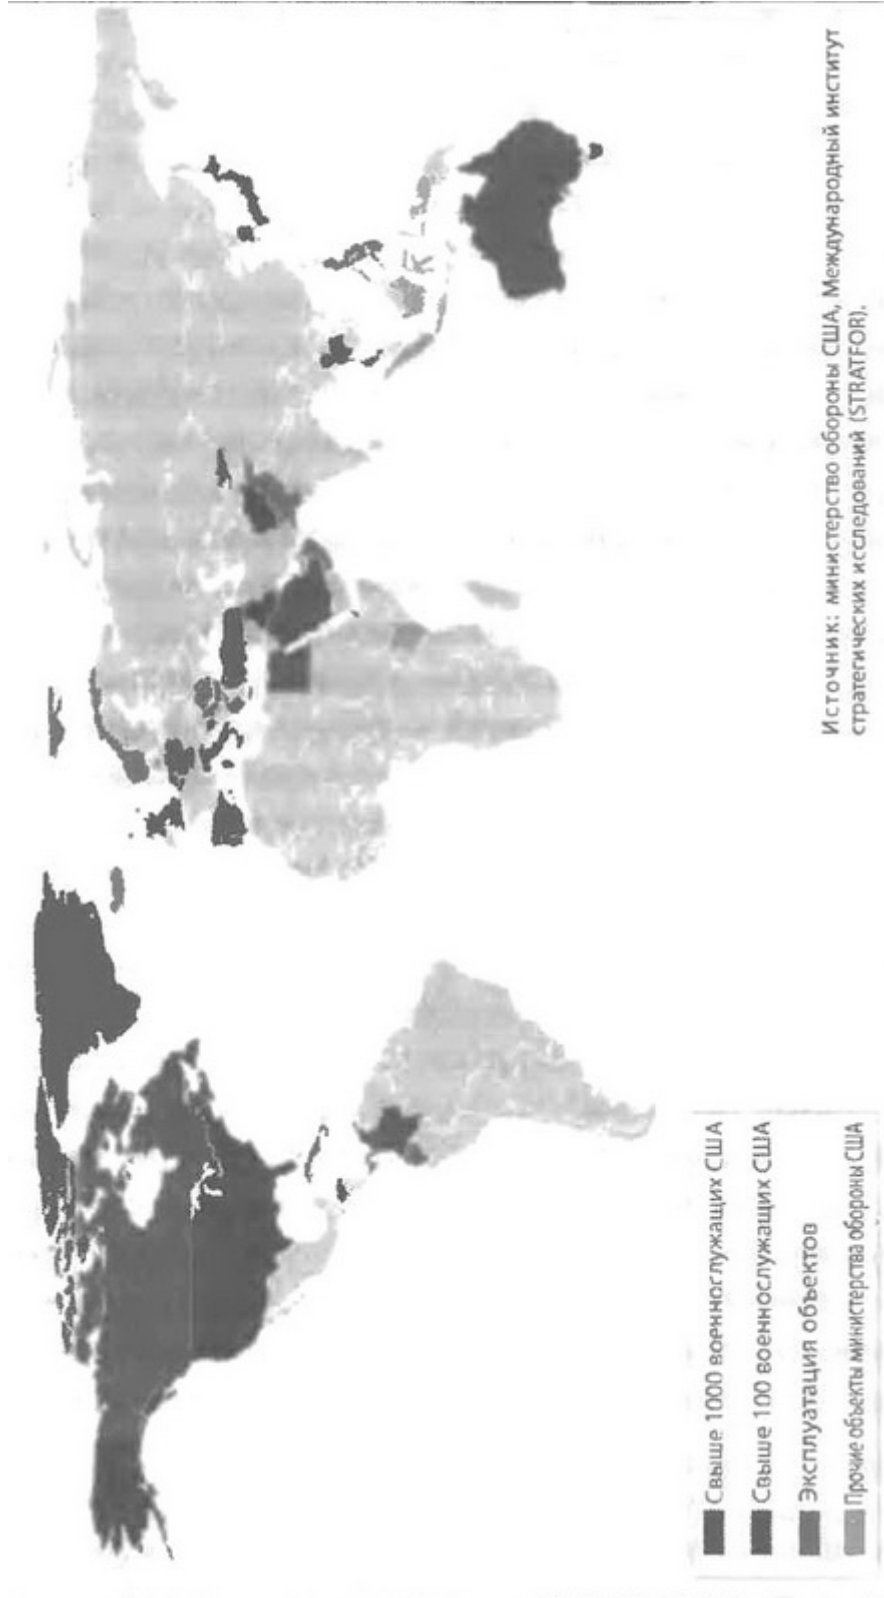 Свыше 1000 военнослужащих США
Свыше 100 военнослужащих США
Эксплуатация объектов
Прочие объекты министерства обороны США
Источник: министерство обороны США, Международный институт
стратегических исследований (STRATFOR).